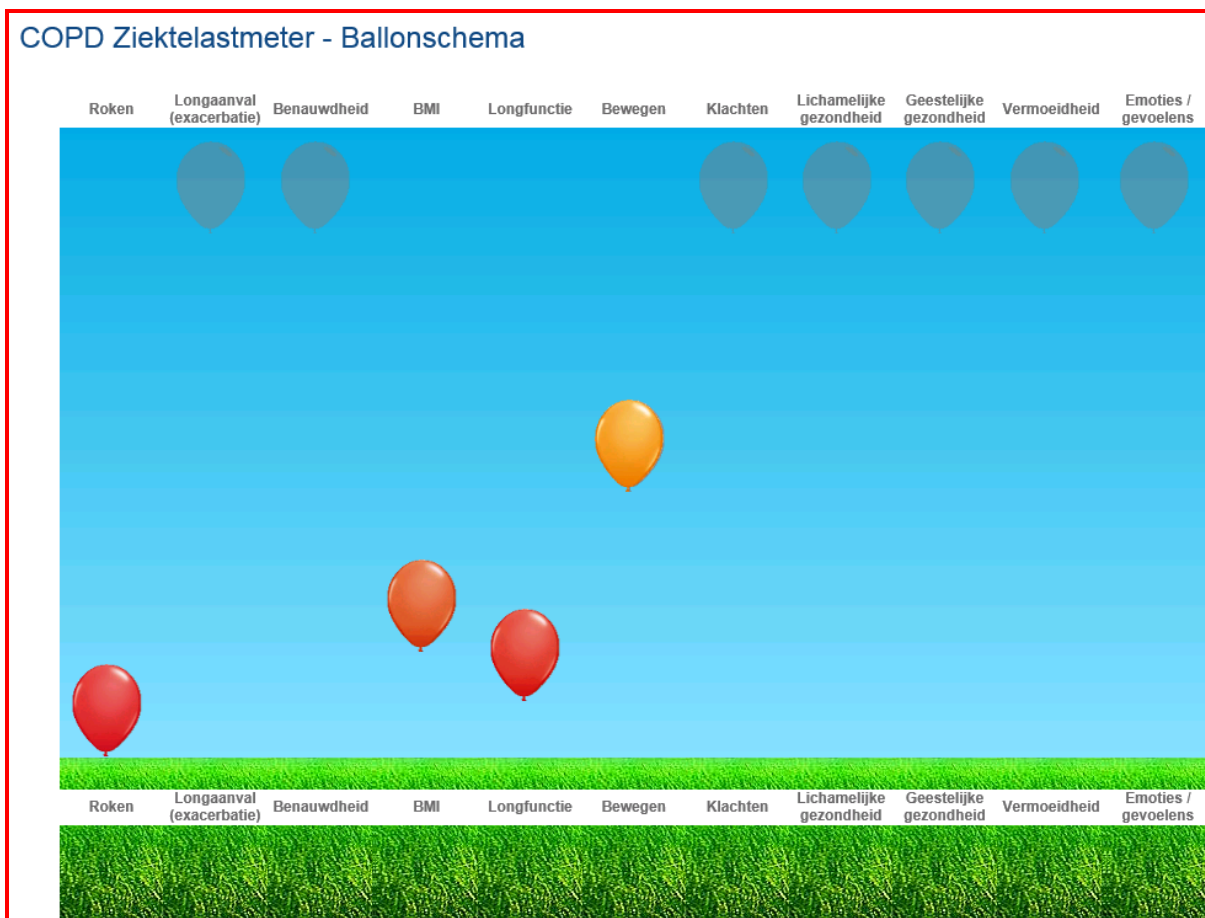 COPD Ziektelastmeter - Ballonschema
Roken Longaanval (exacerbatie) Benauwdheid BMI Longfunctie Bewegen Klachten Lichamelijke gezondheid Geestelijke gezondheid Vermoeidheid Emoties / gevoelens
Roken Longaanval (exacerbatie) Benauwdheid BMI Longfunctie Bewegen Klachten Lichamelijke gezondheid Geestelijke gezondheid Vermoeidheid Emoties / gevoelens